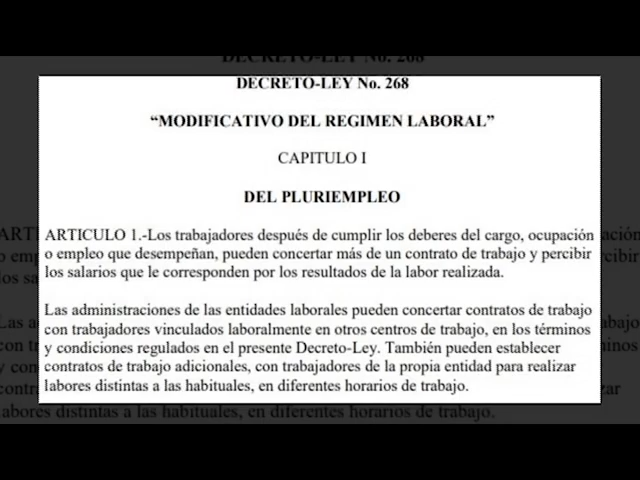 DECRETO-LEY No. 268
DECRETO-LEY No. 268
“MODIFICATIVO DEL REGIMEN LABORAL”
CAPITULO I
DEL PLURIEMPLEO
ARTICULO 1.-Los trabajadores después de cumplir los deberes del cargo, ocupación
o empleo que desempeñan, pueden concertar más de un contrato de trabajo y percibir
los salarios que le corresponden por los resultados de la labor realizada.
Las administraciones de las entidades laborales pueden concertar contratos de trabajo
con trabajadores vinculados laboralmente en otros centros de trabajo, en los términos
y condiciones regulados en el presente Decreto-Ley. También pueden establecer
contratos de trabajo adicionales, con trabajadores de la propia entidad para realizar
labores distintas a las habituales, en diferentes horarios de trabajo.
abores distintas a las habituales, en diferentes horarios de trabajo.